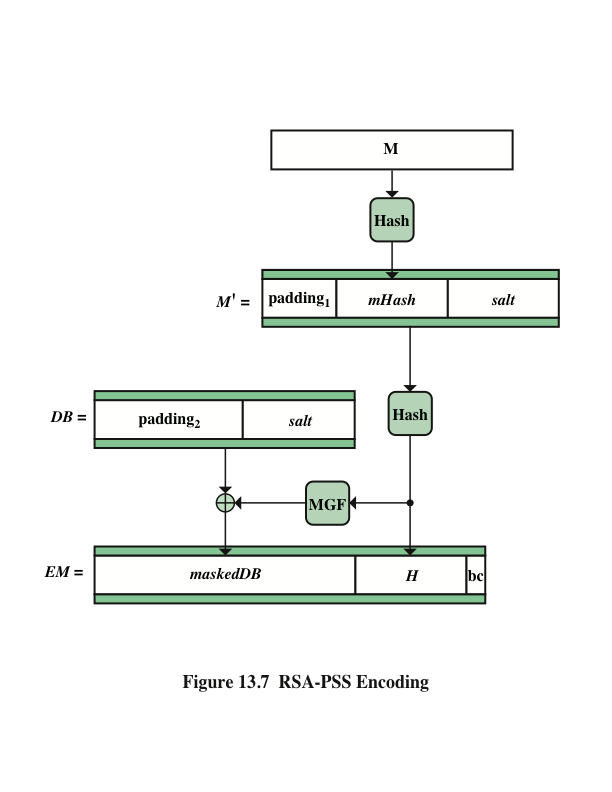 M
Hash
M' = padding₁ mHash salt
DB = padding₂ salt
Hash
MGF
EM = maskedDB H bc
Figure 13.7 RSA-PSS Encoding